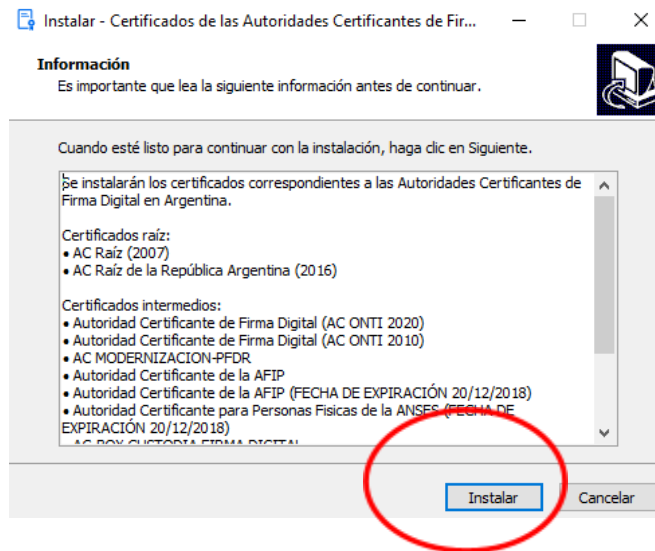 Instalar - Certificados de las Autoridades Certificantes de Fir...
Información
Es importante que lea la siguiente información antes de continuar.
Cuando esté listo para continuar con la instalación, haga clic en Siguiente.
Se instalarán los certificados correspondientes a las Autoridades Certificantes de
Firma Digital en Argentina.
Certificados raíz:
• AC Raíz (2007)
• AC Raíz de la República Argentina (2016)
Certificados intermedios:
• Autoridad Certificante de Firma Digital (AC ONTI 2020)
• Autoridad Certificante de Firma Digital (AC ONTI 2010)
• AC MODERNIZACION-PFDR
• Autoridad Certificante de la AFIP
• Autoridad Certificante de la AFIP (FECHA DE EXPIRACIÓN 20/12/2018)
• Autoridad Certificante para Personas Fisicas de la ANSES (FECHA DE
EXPIRACIÓN 20/12/2018)
• AC BOX CUSTODIA FIRMA DIGITAL
Instalar
Cancelar